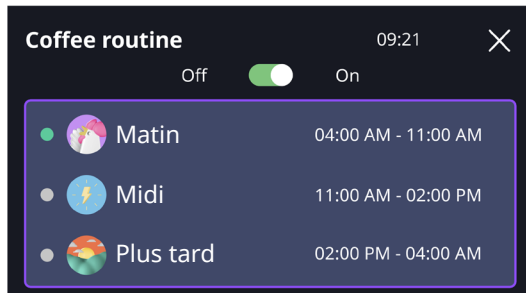 Coffee routine 09:21
Off On
Matin 04:00 AM - 11:00 AM
Midi 11:00 AM - 02:00 PM
Plus tard 02:00 PM - 04:00 AM